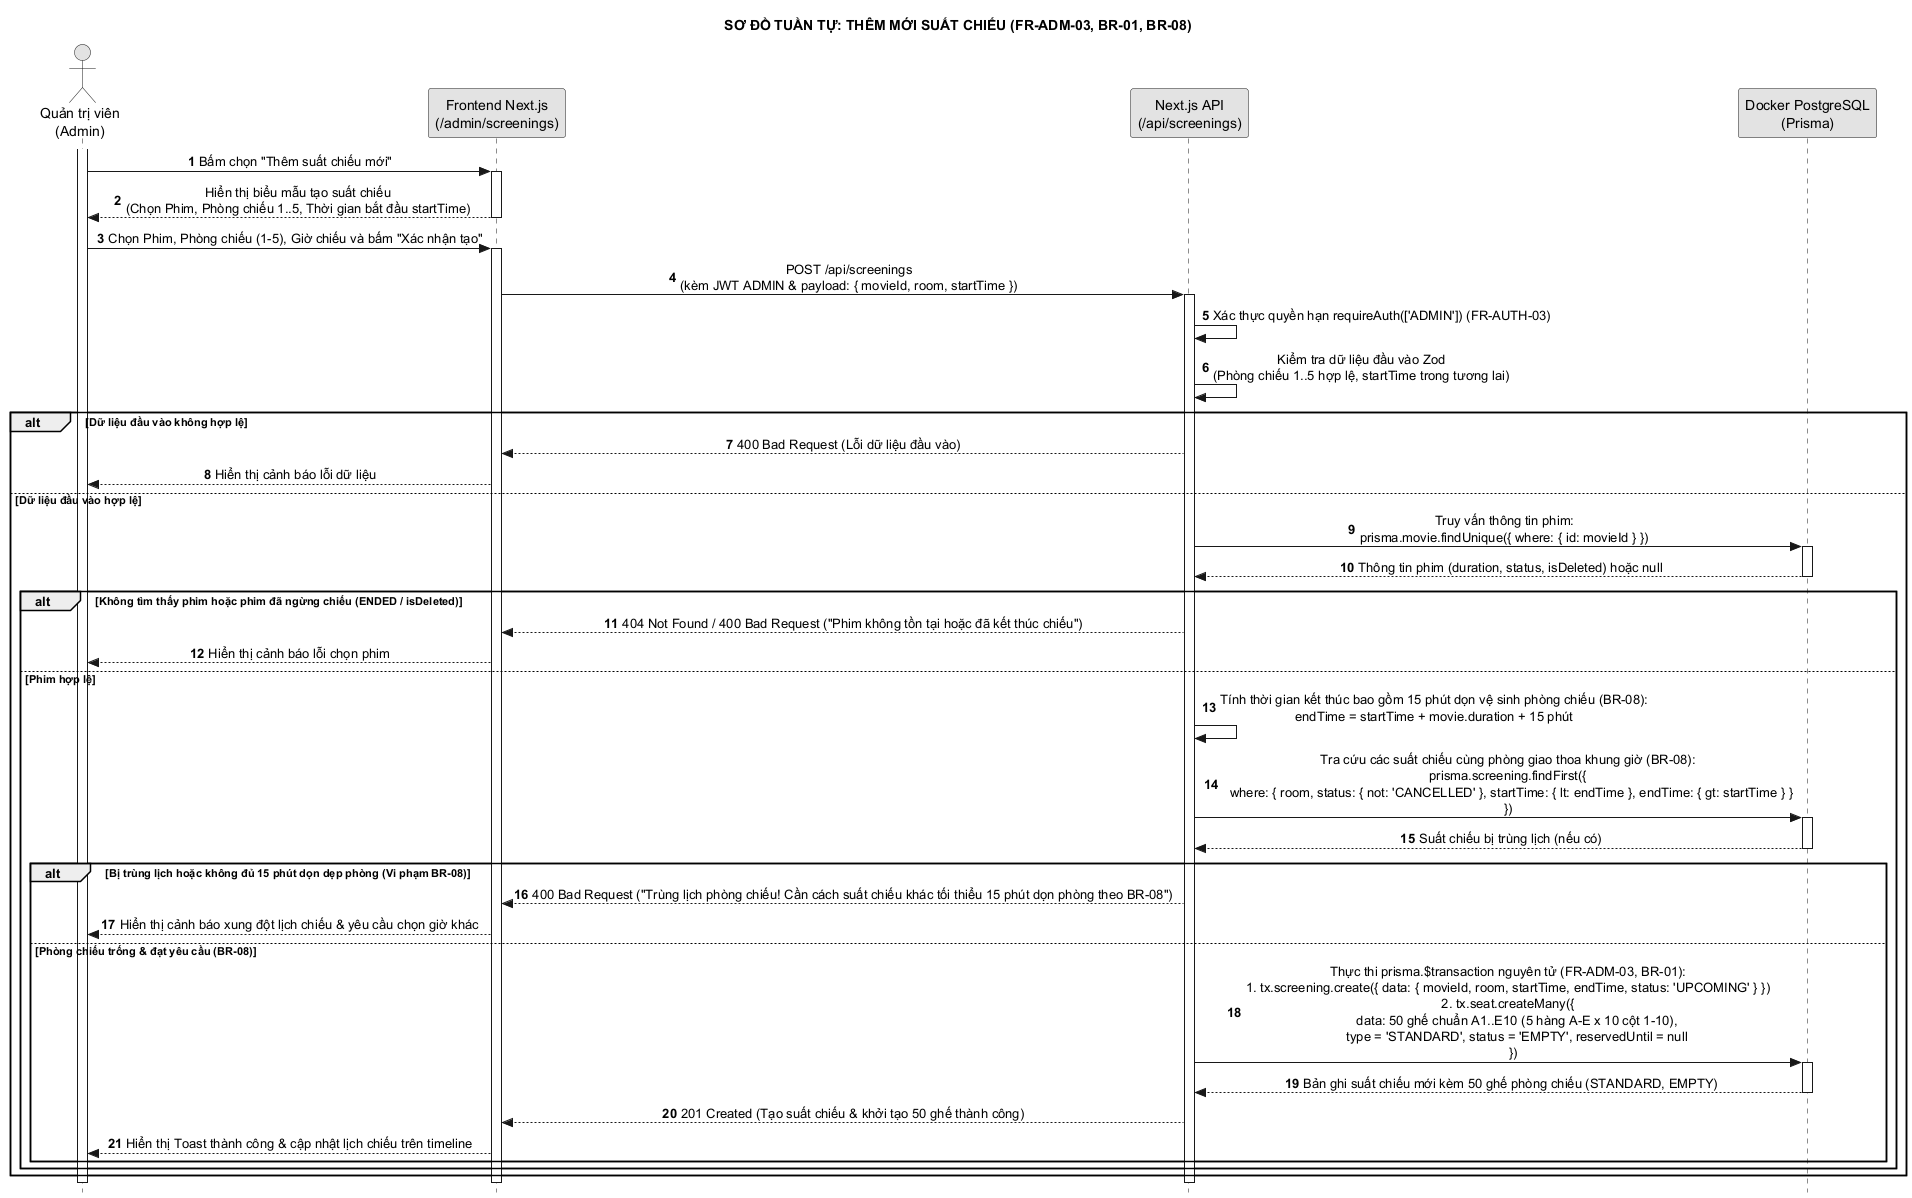 SƠ ĐỒ TUẦN TỰ: THÊM MỚI SUẤT CHIẾU (FR-ADM-03, BR-01, BR-08)
Quản trị viên
(Admin)
Frontend Next.js
(/admin/screenings)
Next.js API
(/api/screenings)
Docker PostgreSQL
(Prisma)
1 Bấm chọn "Thêm suất chiếu mới"
2 Hiển thị biểu mẫu tạo suất chiếu
(Chọn Phim, Phòng chiếu 1..5, Thời gian bắt đầu startTime)
3 Chọn Phim, Phòng chiếu (1-5), Giờ chiếu và bấm "Xác nhận tạo"
4 POST /api/screenings
(kèm JWT ADMIN & payload: { movieId, room, startTime })
5 Xác thực quyền hạn requireAuth(['ADMIN']) (FR-AUTH-03)
6 Kiểm tra dữ liệu đầu vào Zod
(Phòng chiếu 1..5 hợp lệ, startTime trong tương lai)
alt [Dữ liệu đầu vào không hợp lệ]
7 400 Bad Request (Lỗi dữ liệu đầu vào)
8 Hiển thị cảnh báo lỗi dữ liệu
[Dữ liệu đầu vào hợp lệ]
9 Truy vấn thông tin phim:
prisma.movie.findUnique({ where: { id: movieId } })
10 Thông tin phim (duration, status, isDeleted) hoặc null
alt [Không tìm thấy phim hoặc phim đã ngừng chiếu (ENDED / isDeleted)]
11 404 Not Found / 400 Bad Request ("Phim không tồn tại hoặc đã kết thúc chiếu")
12 Hiển thị cảnh báo lỗi chọn phim
[Phim hợp lệ]
13 Tính thời gian kết thúc bao gồm 15 phút dọn vệ sinh phòng chiếu (BR-08):
endTime = startTime + movie.duration + 15 phút
14 Tra cứu các suất chiếu cùng phòng giao thoa khung giờ (BR-08):
prisma.screening.findFirst({
where: { room, status: { not: 'CANCELLED' }, startTime: { lt: endTime }, endTime: { gt: startTime } }
})
15 Suất chiếu bị trùng lịch (nếu có)
alt [Bị trùng lịch hoặc không đủ 15 phút dọn dẹp phòng (Vi phạm BR-08)]
16 400 Bad Request ("Trùng lịch phòng chiếu! Cần cách suất chiếu khác tối thiểu 15 phút dọn phòng theo BR-08")
17 Hiển thị cảnh báo xung đột lịch chiếu & yêu cầu chọn giờ khác
[Phòng chiếu trống & đạt yêu cầu (BR-08)]
18 Thực thi prisma.$transaction nguyên tử (FR-ADM-03, BR-01):
1. tx.screening.create({ data: { movieId, room, startTime, endTime, status: 'UPCOMING' } })
2. tx.seat.createMany({
data: 50 ghế chuẩn A1..E10 (5 hàng A-E x 10 cột 1-10),
type = 'STANDARD', status = 'EMPTY', reservedUntil = null
})
19 Bản ghi suất chiếu mới kèm 50 ghế phòng chiếu (STANDARD, EMPTY)
20 201 Created (Tạo suất chiếu & khởi tạo 50 ghế thành công)
21 Hiển thị Toast thành công & cập nhật lịch chiếu trên timeline